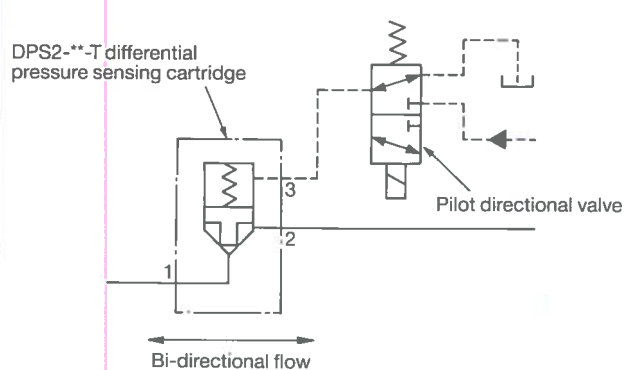 DPS2-**-T differential
pressure sensing cartridge
3
Pilot directional valve
2
1
Bi-directional flow